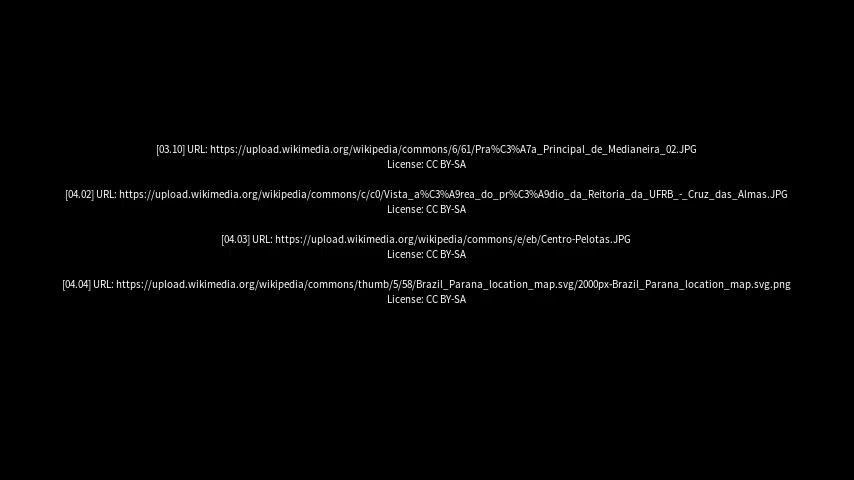 [03.10] URL: https://upload.wikimedia.org/wikipedia/commons/6/61/Pra%C3%A7a_Principal_de_Medianeira_02.JPG
License: CC BY-SA
[04.02] URL: https://upload.wikimedia.org/wikipedia/commons/c/c0/Vista_a%C3%A9rea_do_pr%C3%A9dio_da_Reitoria_da_UFRB_-_Cruz_das_Almas.JPG
License: CC BY-SA
[04.03] URL: https://upload.wikimedia.org/wikipedia/commons/e/eb/Centro-Pelotas.JPG
License: CC BY-SA
[04.04] URL: https://upload.wikimedia.org/wikipedia/commons/thumb/5/58/Brazil_Parana_location_map.svg/2000px-Brazil_Parana_location_map.svg.png
License: CC BY-SA